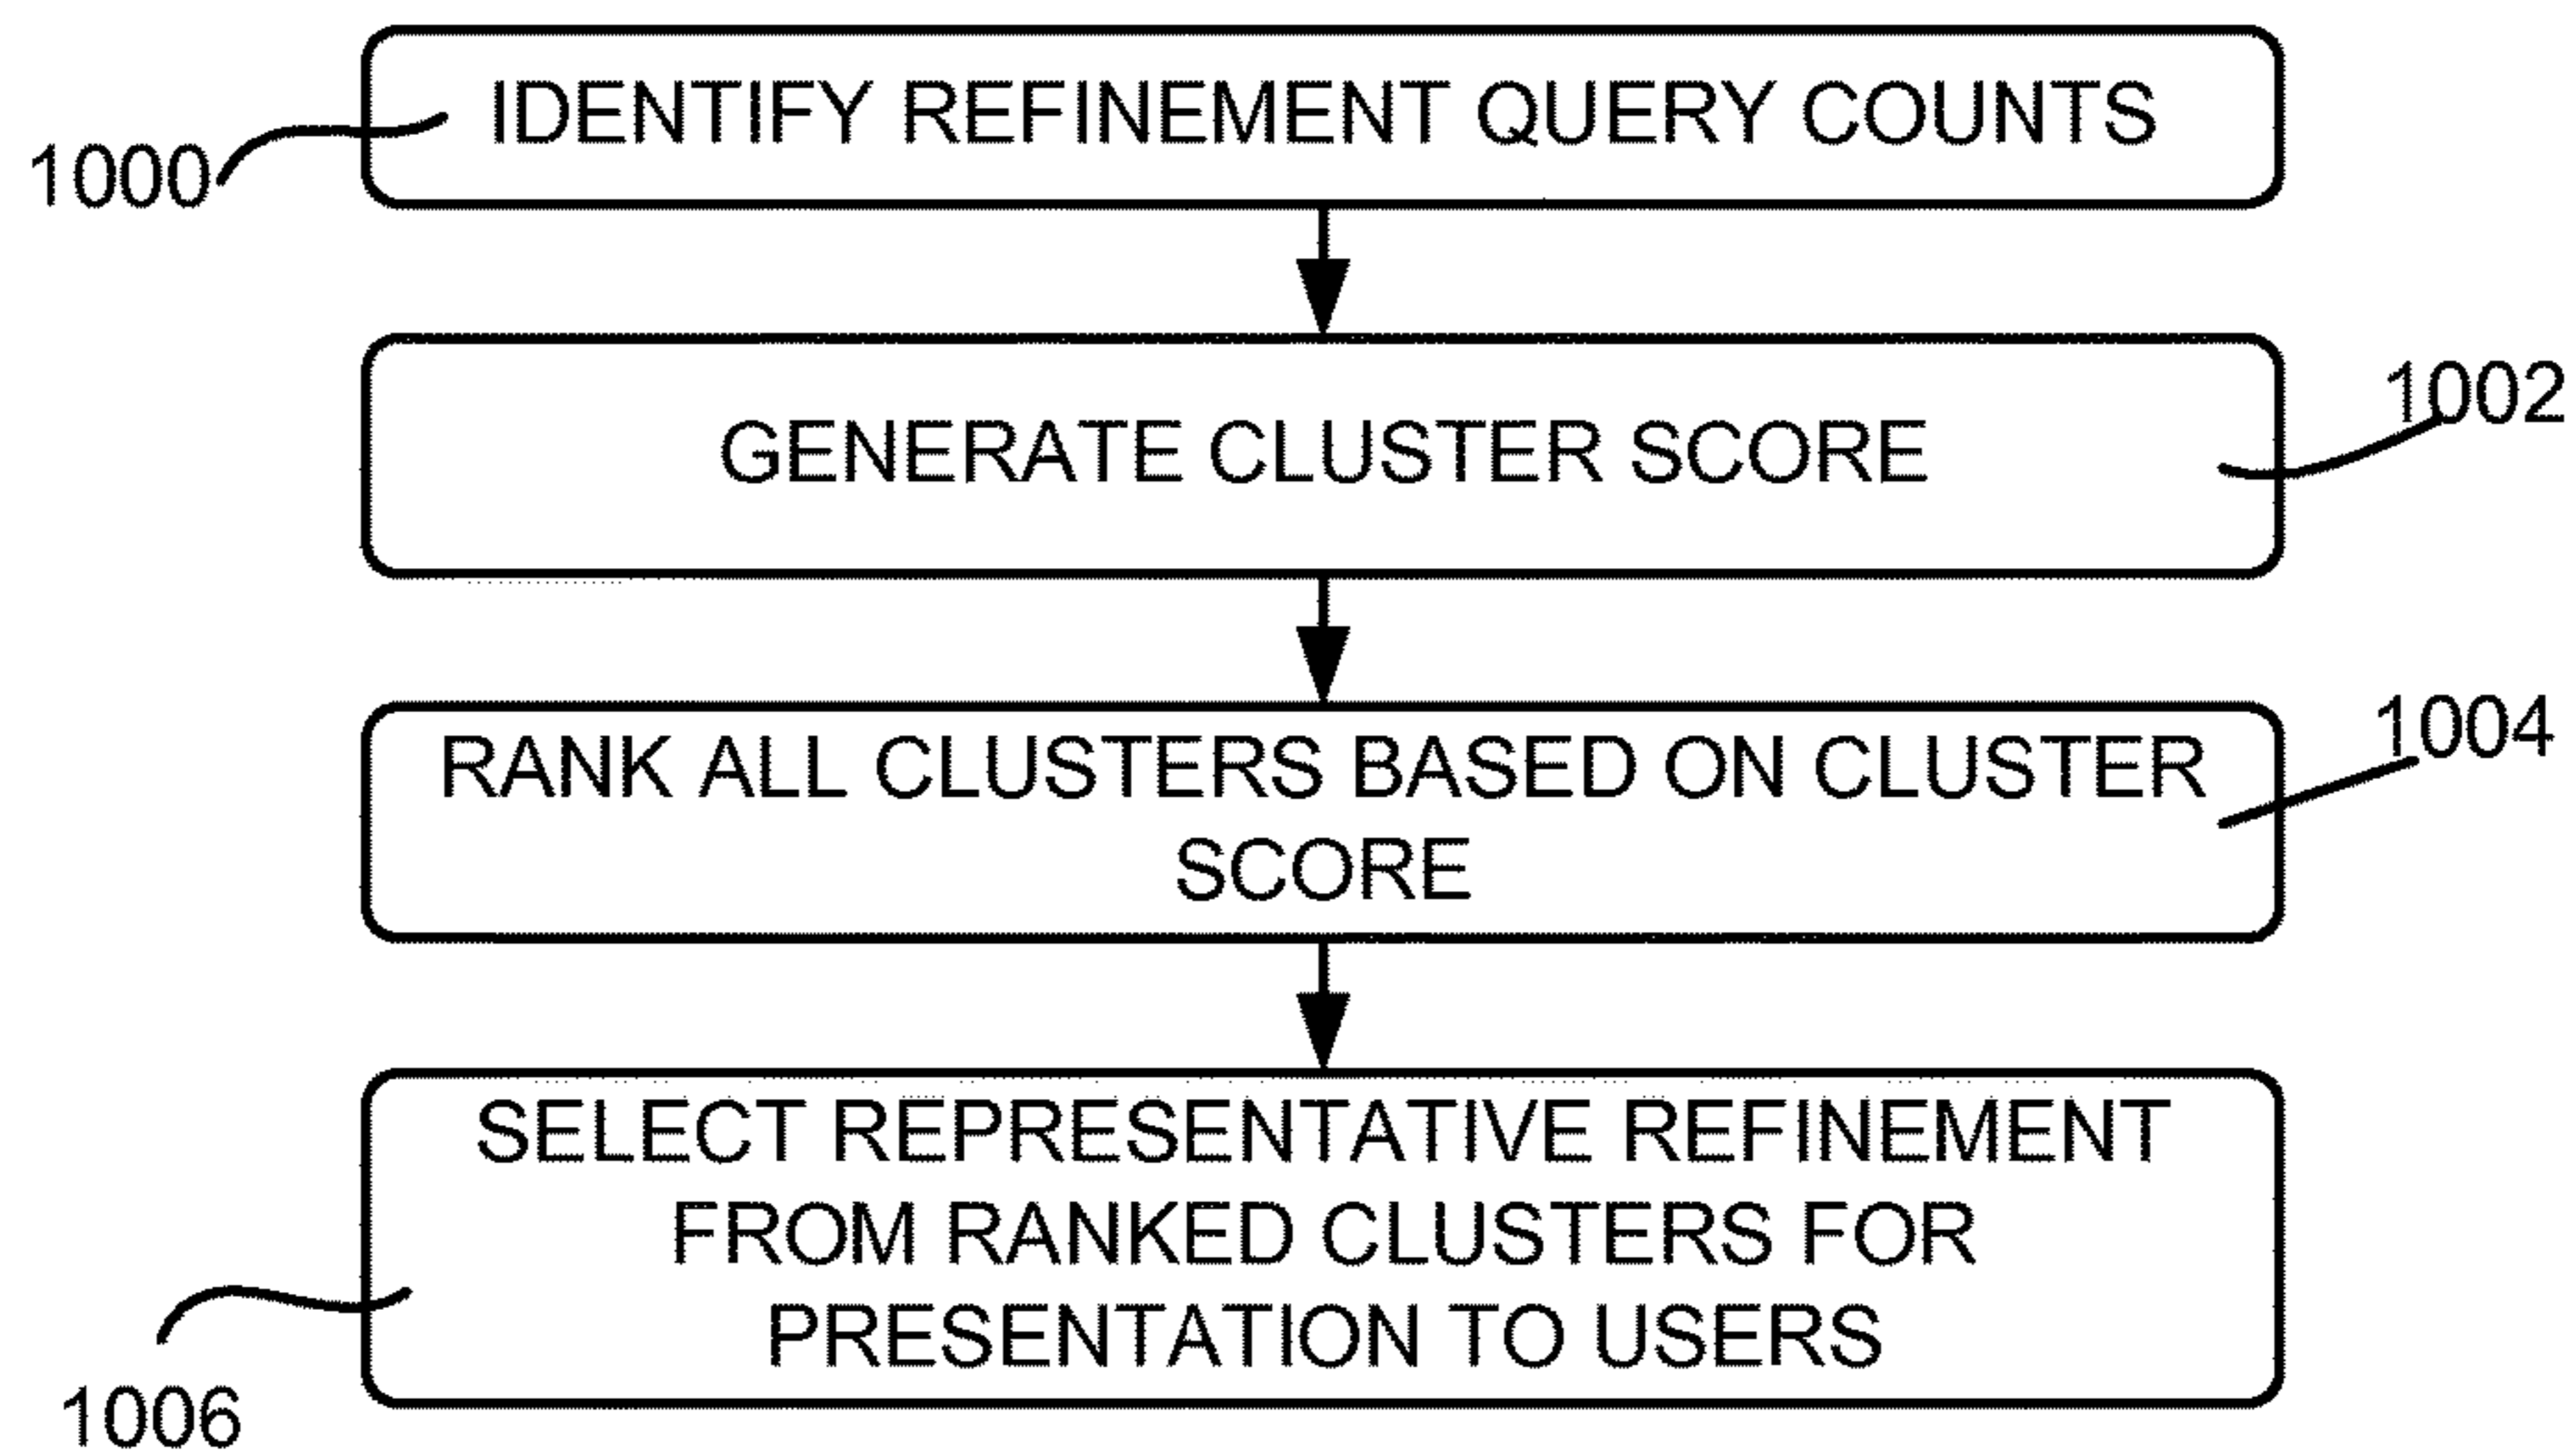 IDENTIFY REFINEMENT QUERY COUNTS
1000
GENERATE CLUSTER SCORE
1002
RANK ALL CLUSTERS BASED ON CLUSTER
SCORE
1004
SELECT REPRESENTATIVE REFINEMENT
FROM RANKED CLUSTERS FOR
PRESENTATION TO USERS
1006